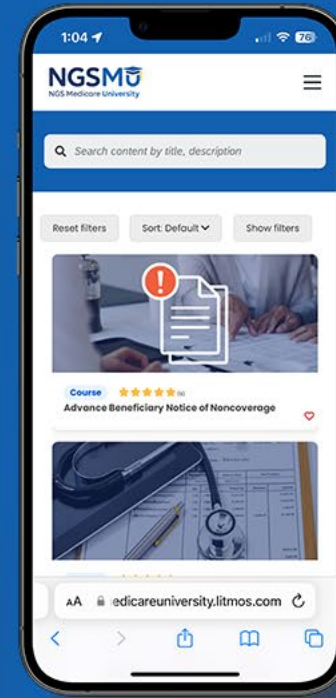 1:04
76
NGSMU
NGS Medicare University
Search content by title, description
Reset filters
Sort: Default
Show filters
!
Course
Advance Beneficiary Notice of Noncoverage
AA
edicareuniversity.litmos.com